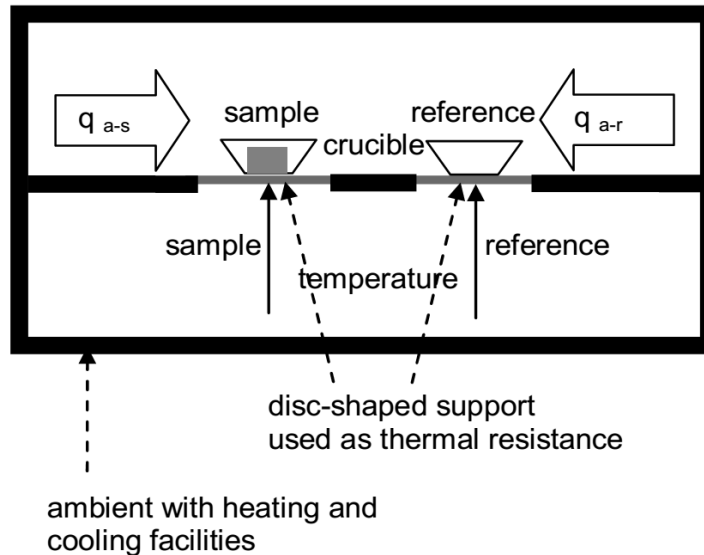 q a-s
sample
reference
q a-r
crucible
sample
reference
temperature
disc-shaped support
used as thermal resistance
ambient with heating and
cooling facilities